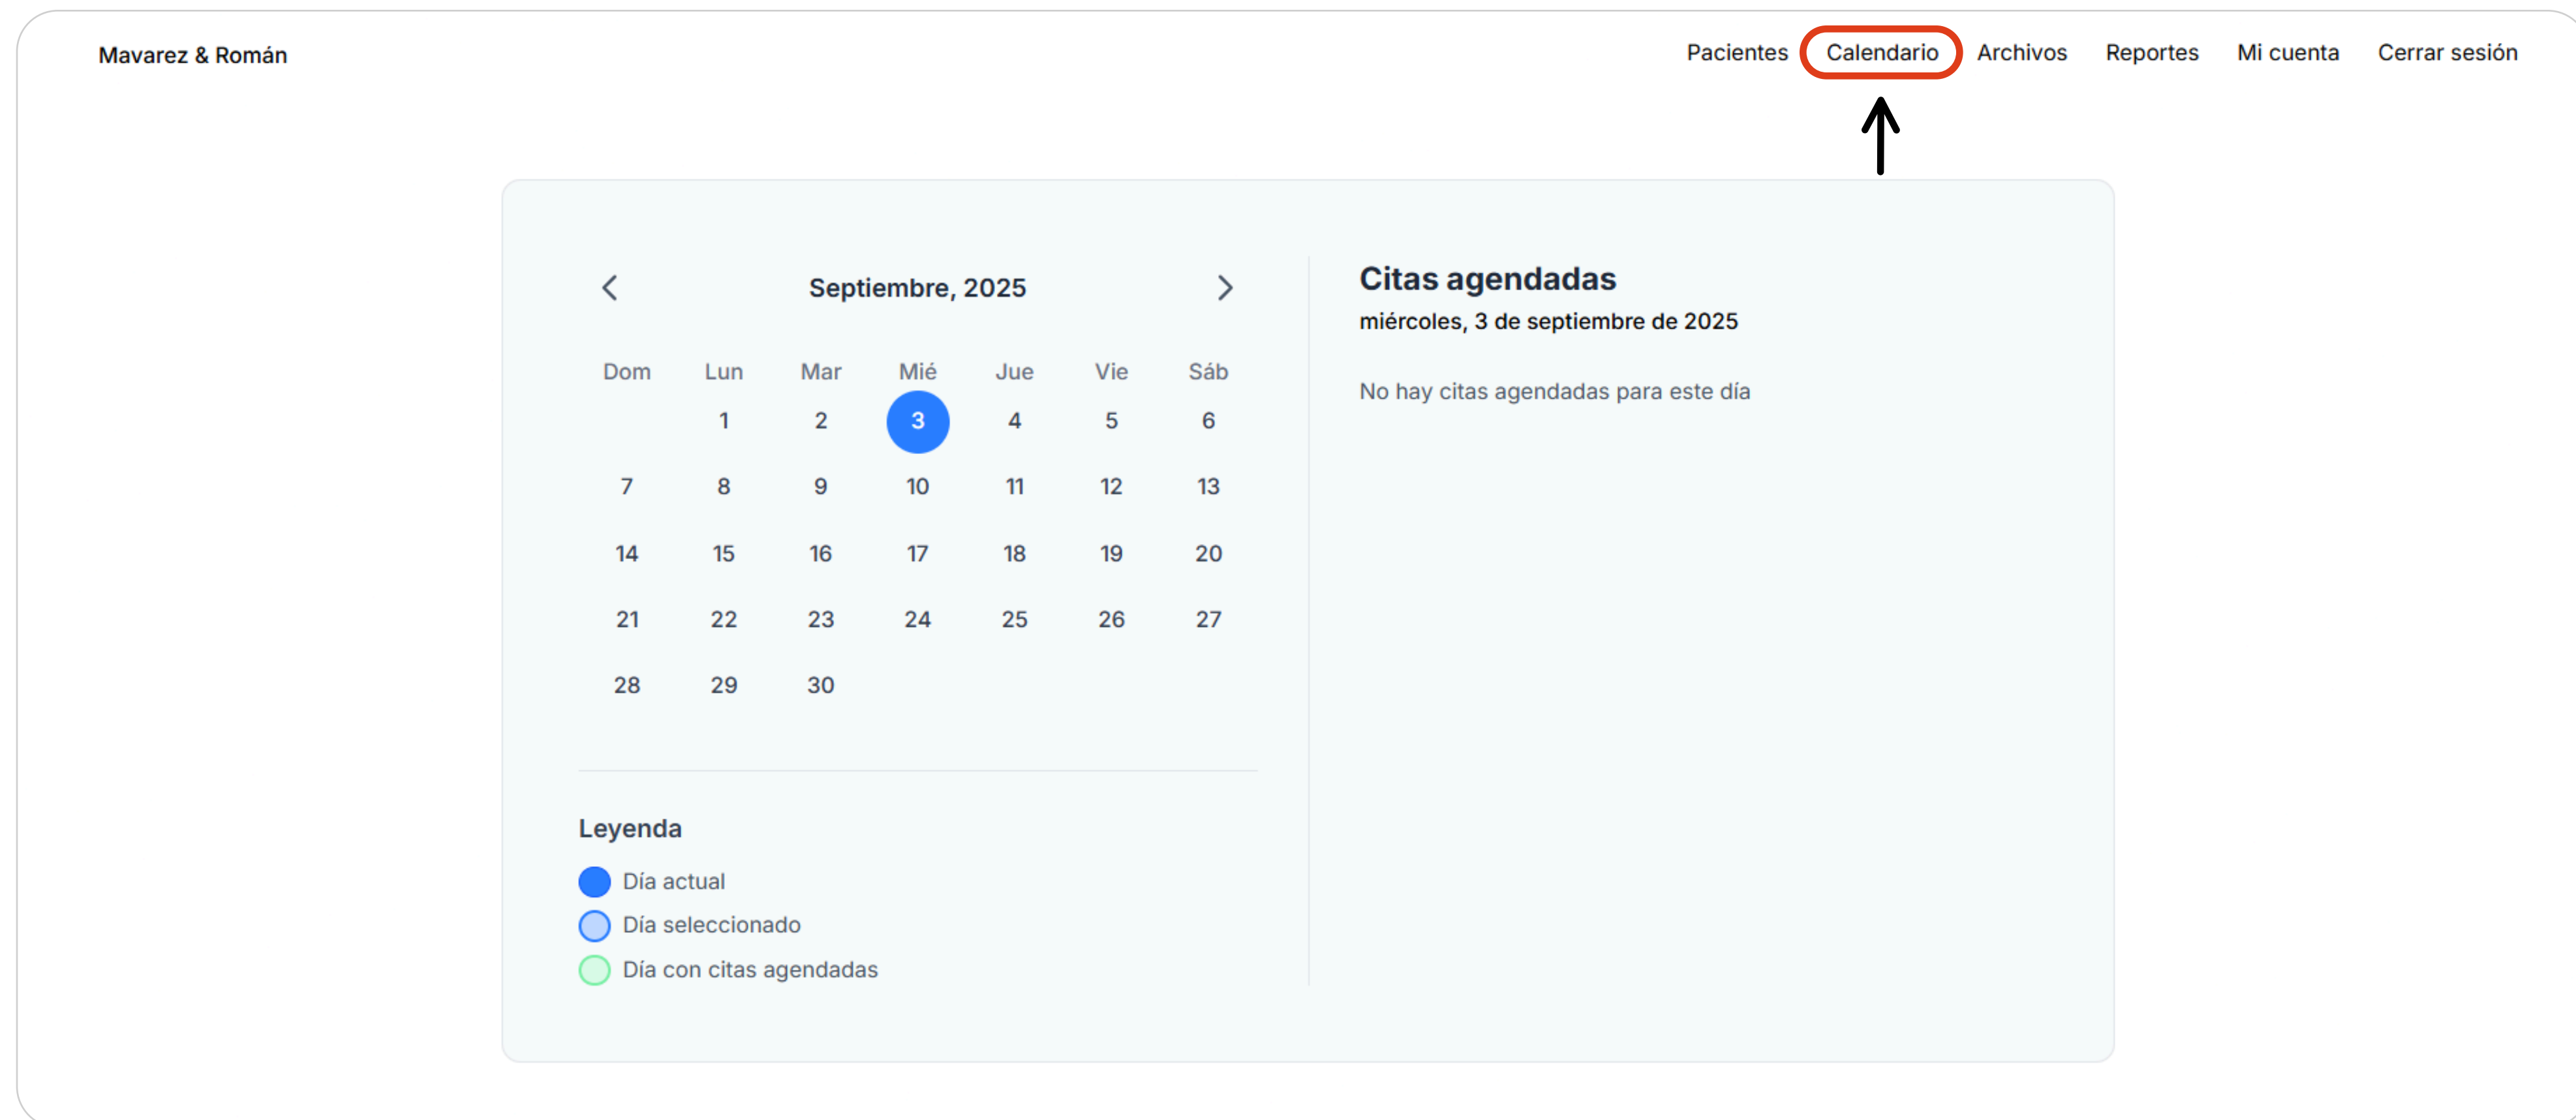 Mavarez & Román
Pacientes Calendario Archivos Reportes Mi cuenta Cerrar sesión
Septiembre, 2025
Dom Lun Mar Mié Jue Vie Sáb
1 2 3 4 5 6
7 8 9 10 11 12 13
14 15 16 17 18 19 20
21 22 23 24 25 26 27
28 29 30
Leyenda
Día actual
Día seleccionado
Día con citas agendadas
Citas agendadas
miércoles, 3 de septiembre de 2025
No hay citas agendadas para este día